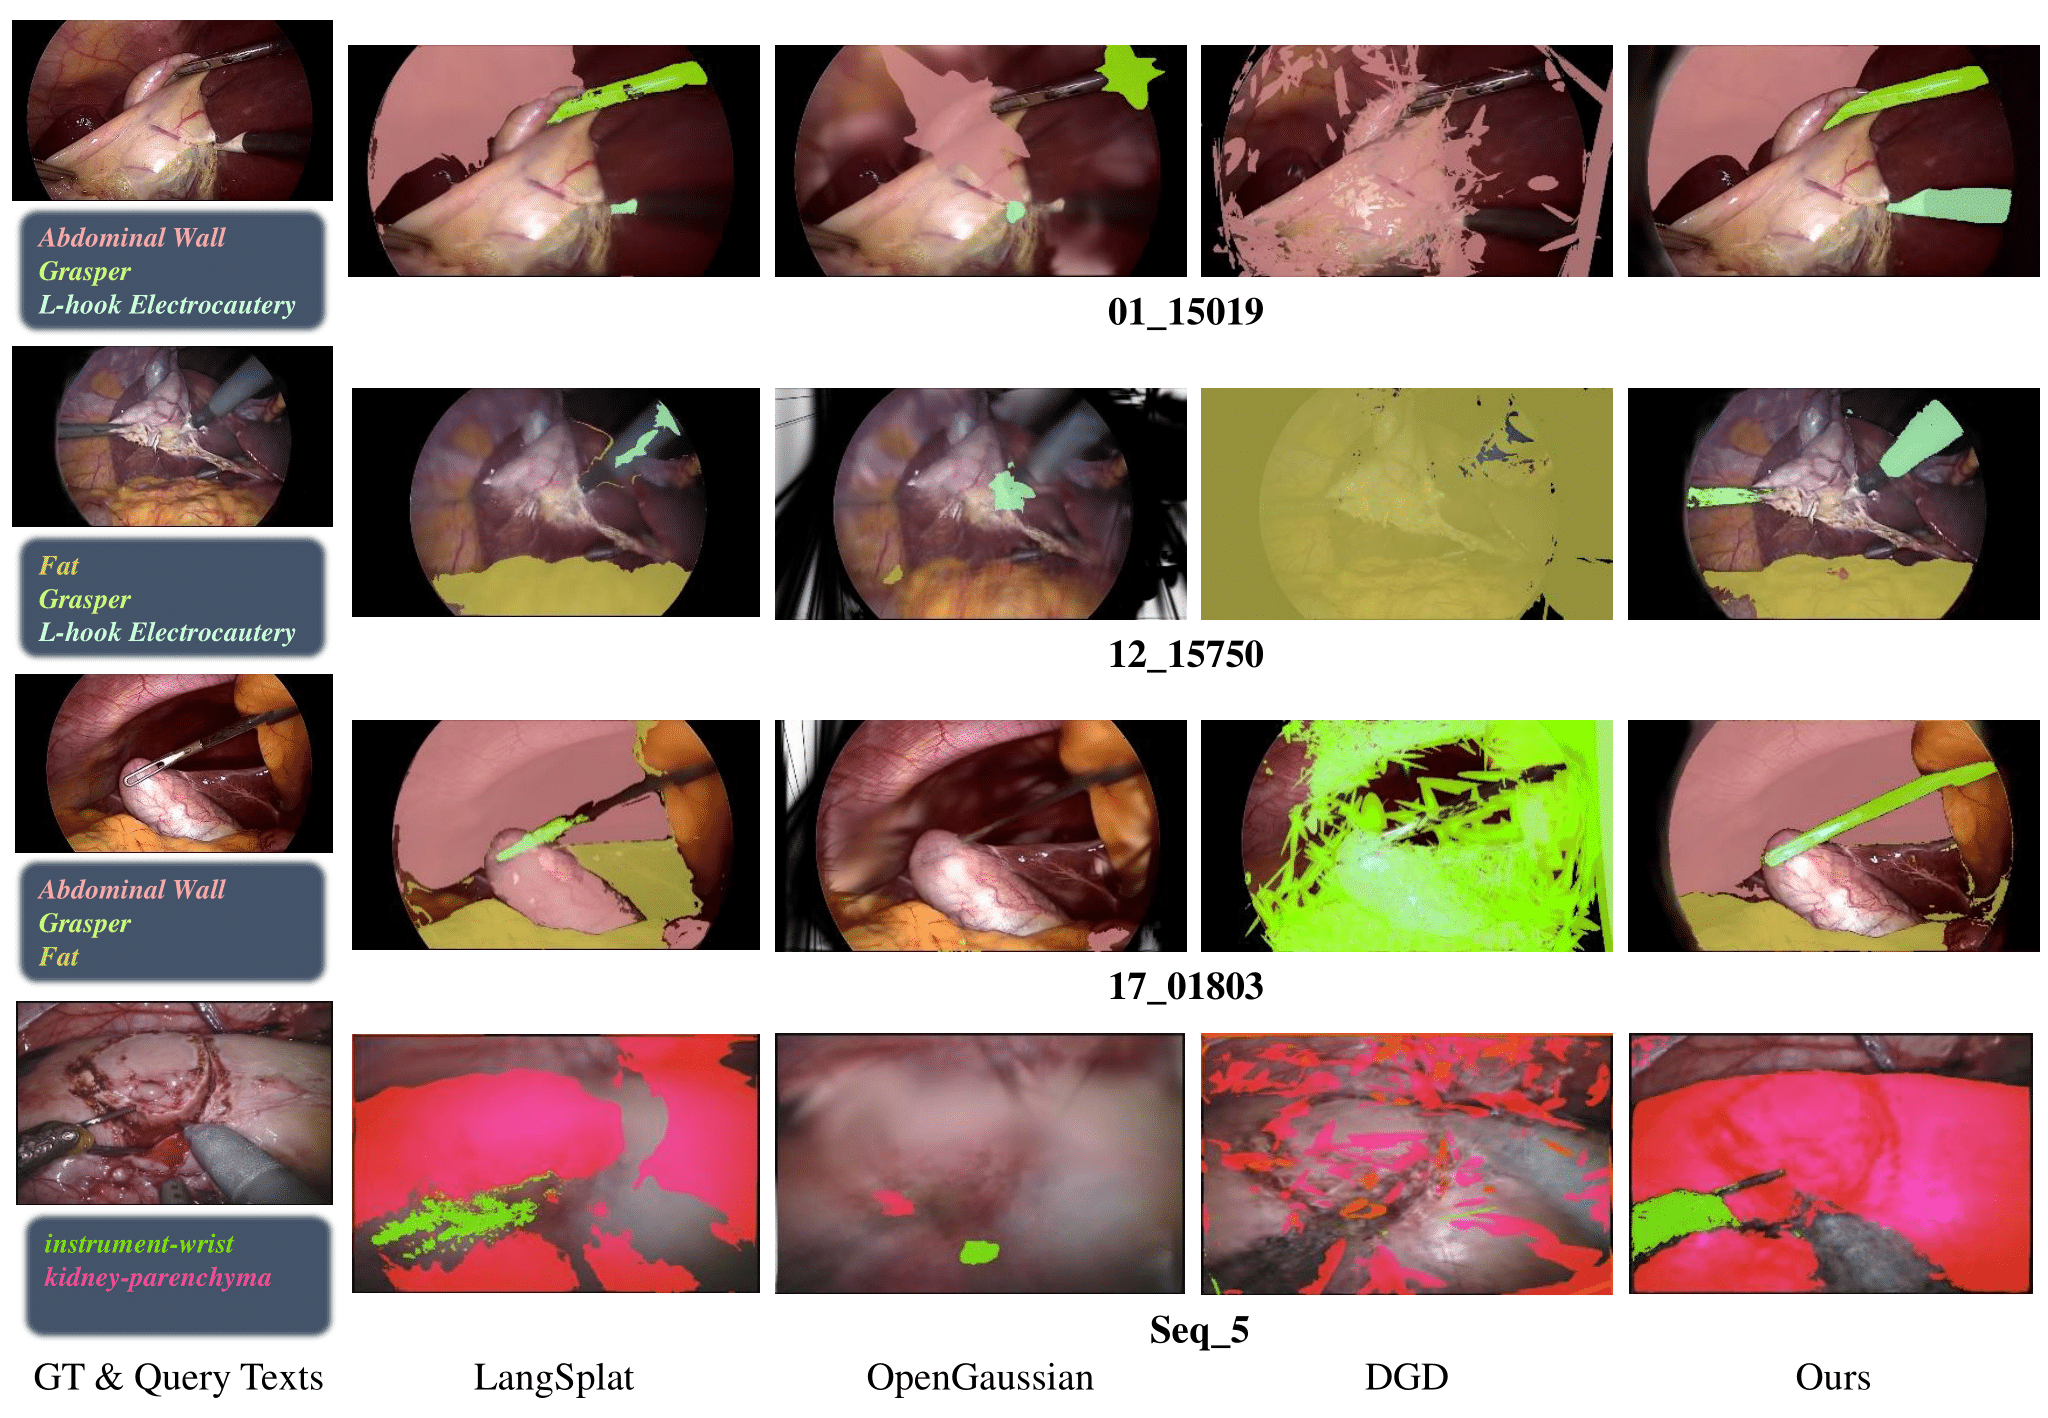 Abdominal Wall
Grasper
L-hook Electrocautery
01_15019
Fat
Grasper
L-hook Electrocautery
12_15750
Abdominal Wall
Grasper
Fat
17_01803
instrument-wrist
kidney-parenchyma
Seq_5
GT & Query Texts LangSplat OpenGaussian DGD Ours